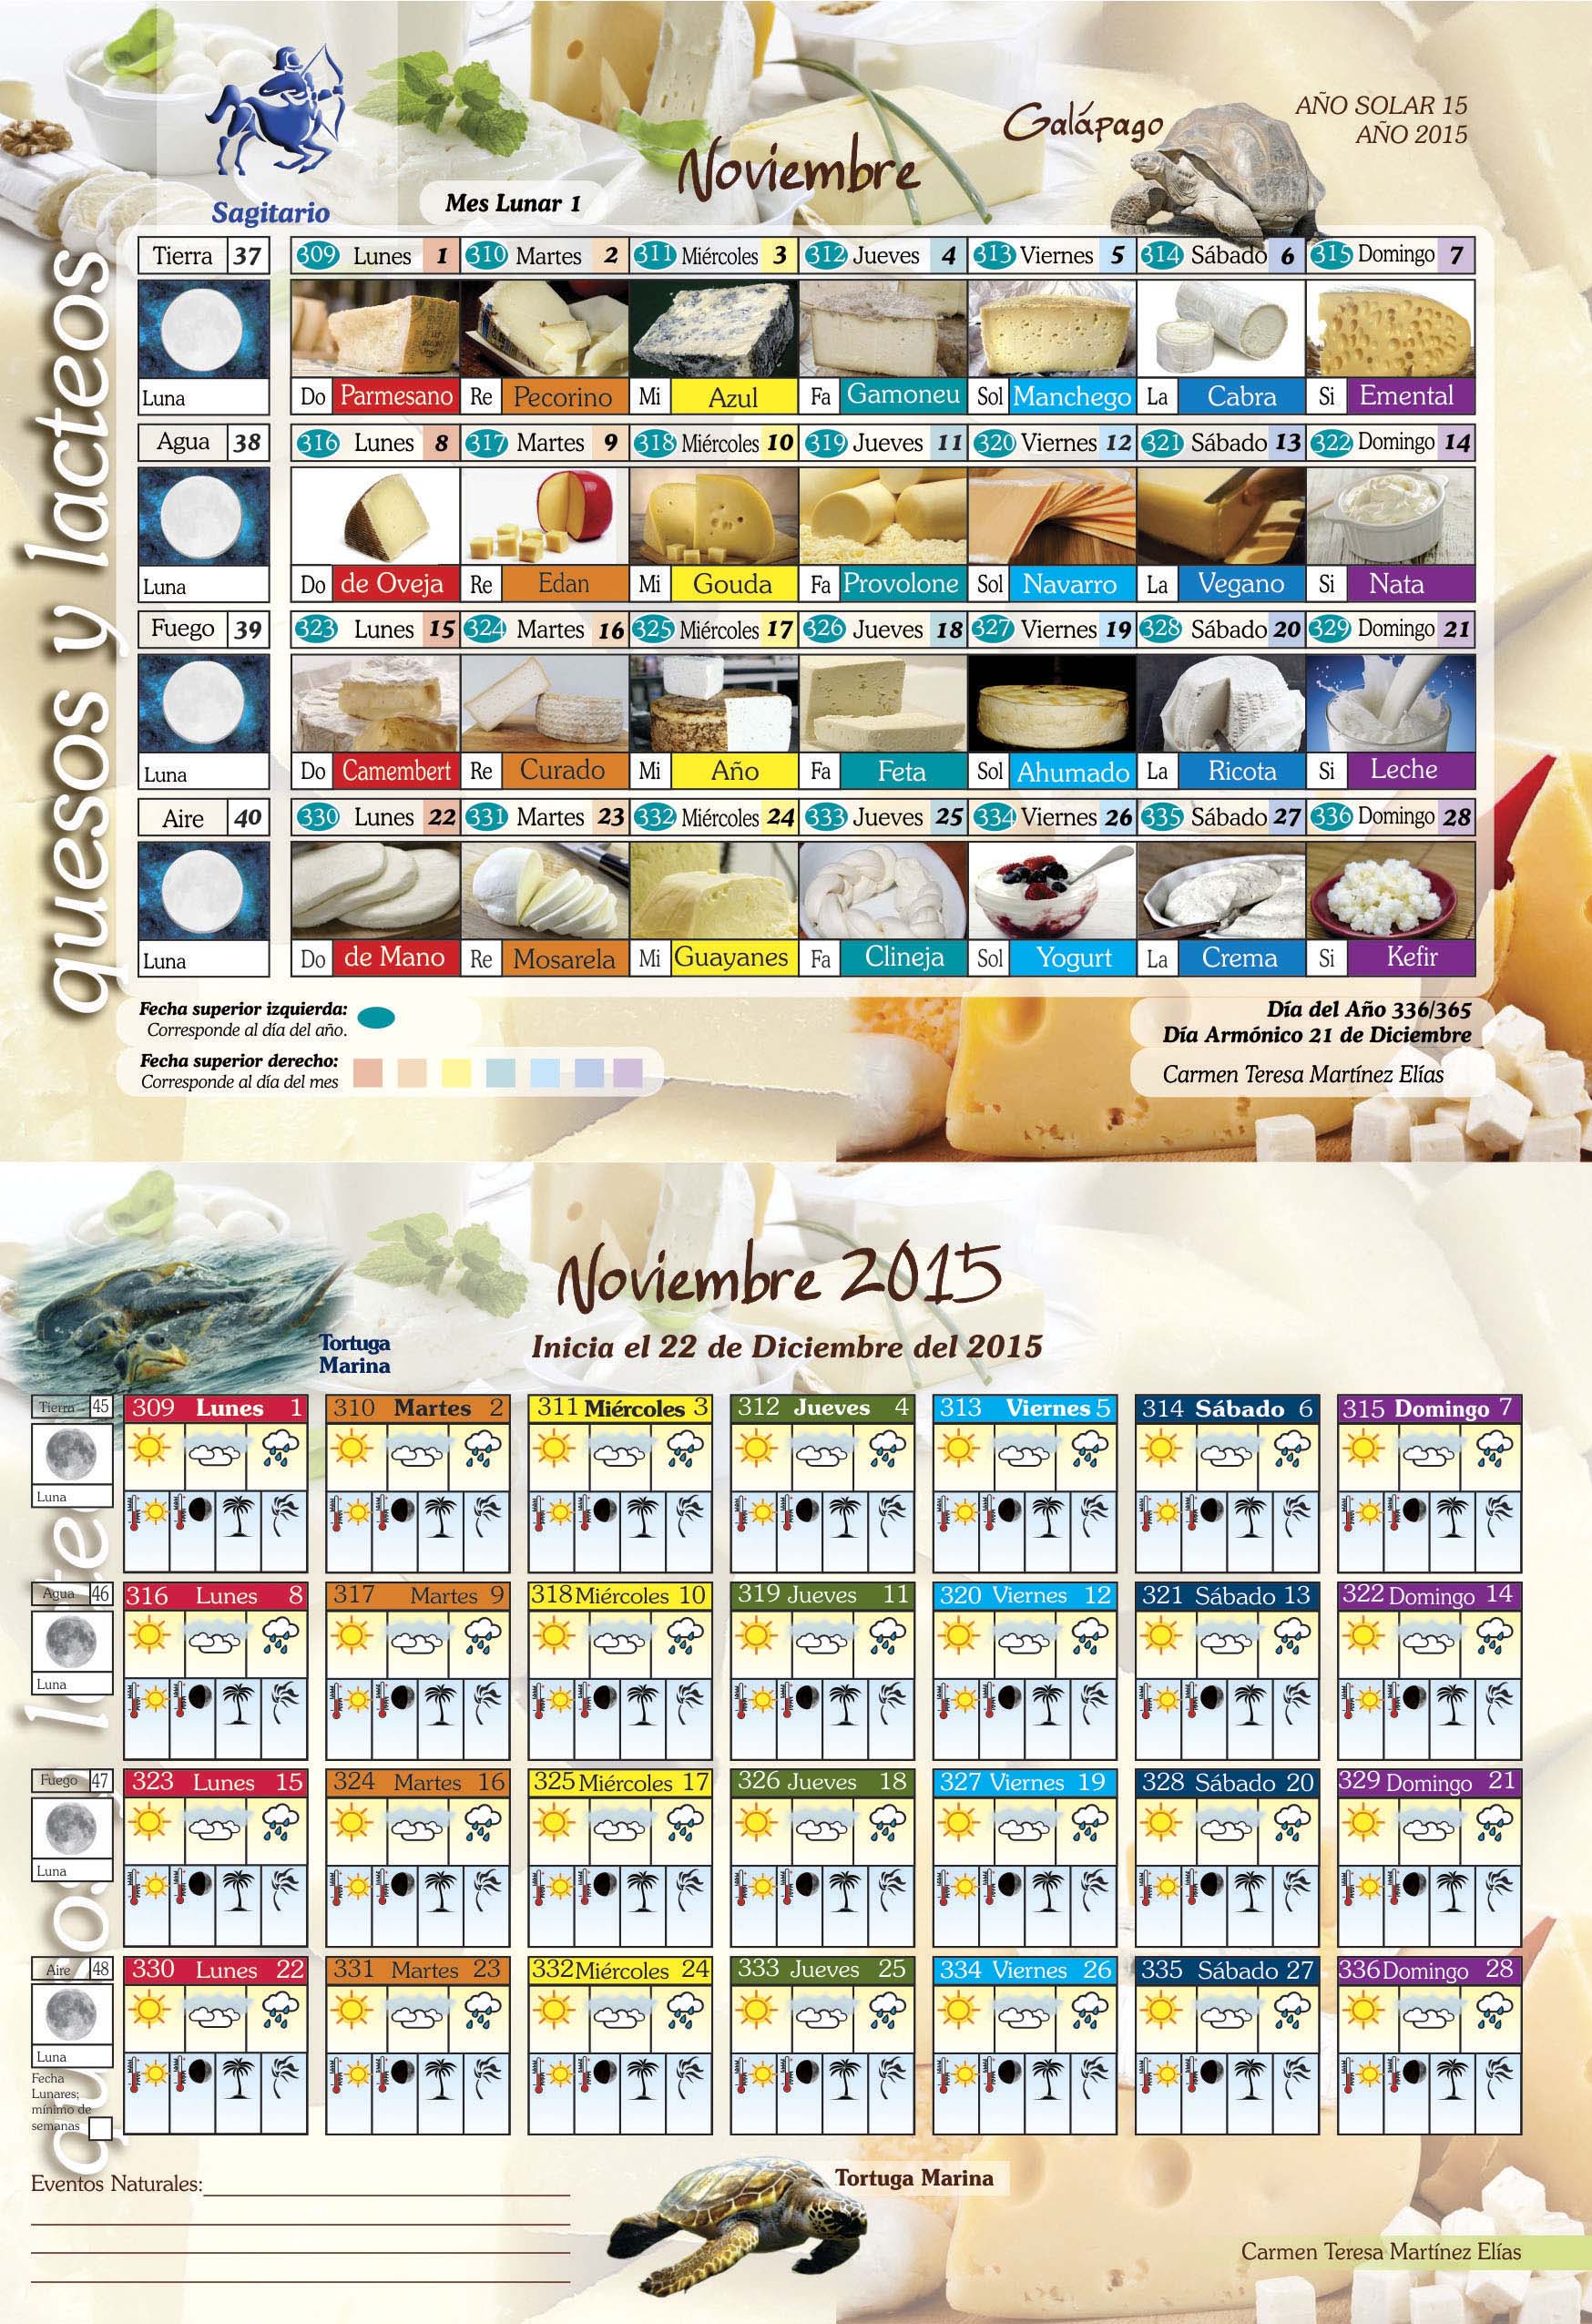 AÑO SOLAR 15
AÑO 2015
Galápago
Noviembre
Mes Lunar 1
Sagitario
quesos y lacteos
Tierra 37 309 Lunes 1 310 Martes 2 311 Miércoles 3 312 Jueves 4 313 Viernes 5 314 Sábado 6 315 Domingo 7
Luna Do Parmesano Re Pecorino Mi Azul Fa Gamoneu Sol Manchego La Cabra Si Emental
Agua 38 316 Lunes 8 317 Martes 9 318 Miércoles 10 319 Jueves 11 320 Viernes 12 321 Sábado 13 322 Domingo 14
Luna Do de Oveja Re Edan Mi Gouda Fa Provolone Sol Navarro La Vegano Si Nata
Fuego 39 323 Lunes 15 324 Martes 16 325 Miércoles 17 326 Jueves 18 327 Viernes 19 328 Sábado 20 329 Domingo 21
Luna Do Camembert Re Curado Mi Año Fa Feta Sol Ahumado La Ricota Si Leche
Aire 40 330 Lunes 22 331 Martes 23 332 Miércoles 24 333 Jueves 25 334 Viernes 26 335 Sábado 27 336 Domingo 28
Luna Do de Mano Re Mosarela Mi Guayanes Fa Clineja Sol Yogurt La Crema Si Kefir
Fecha superior izquierda:
Corresponde al día del año.
Fecha superior derecho:
Corresponde al día del mes
Día del Año 336/365
Día Armónico 21 de Diciembre
Carmen Teresa Martínez Elías
Noviembre 2015
Inicia el 22 de Diciembre del 2015
Tortuga
Marina
Tierra 45 309 Lunes 1 310 Martes 2 311 Miércoles 3 312 Jueves 4 313 Viernes 5 314 Sábado 6 315 Domingo 7
Luna
Agua 46 316 Lunes 8 317 Martes 9 318 Miércoles 10 319 Jueves 11 320 Viernes 12 321 Sábado 13 322 Domingo 14
Luna
Fuego 47 323 Lunes 15 324 Martes 16 325 Miércoles 17 326 Jueves 18 327 Viernes 19 328 Sábado 20 329 Domingo 21
Luna
Aire 48 330 Lunes 22 331 Martes 23 332 Miércoles 24 333 Jueves 25 334 Viernes 26 335 Sábado 27 336 Domingo 28
Luna
Fecha
Lunares;
mínimo de
semanas
Eventos Naturales:
Tortuga Marina
Carmen Teresa Martínez Elías